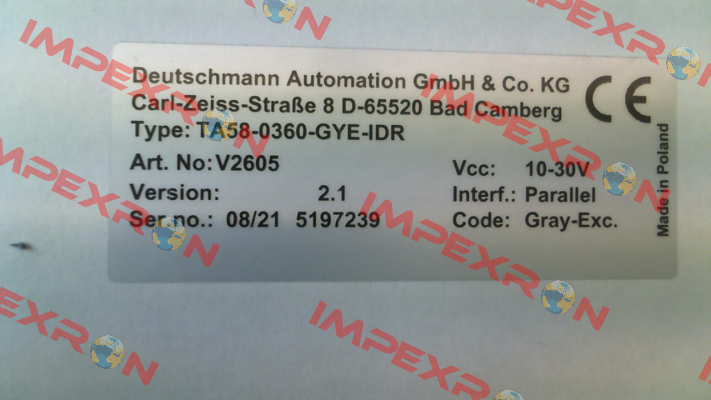 Deutschmann Automation GmbH & Co. KG
Carl-Zeiss-Straße 8 D-65520 Bad Camberg
CE
Type: TA58-0360-GYE-IDR
Art. No: V2605
Vcc: 10-30V
Version: 2.1
Interf.: Parallel
Ser no.: 08/21 5197239
Code: Gray-Exc.
Made in Poland
IMPEXRON
IMPEXRON
IMPEXRON
IMPEXRON
IMPEXRON
IMPEXRON
IMPEXRON